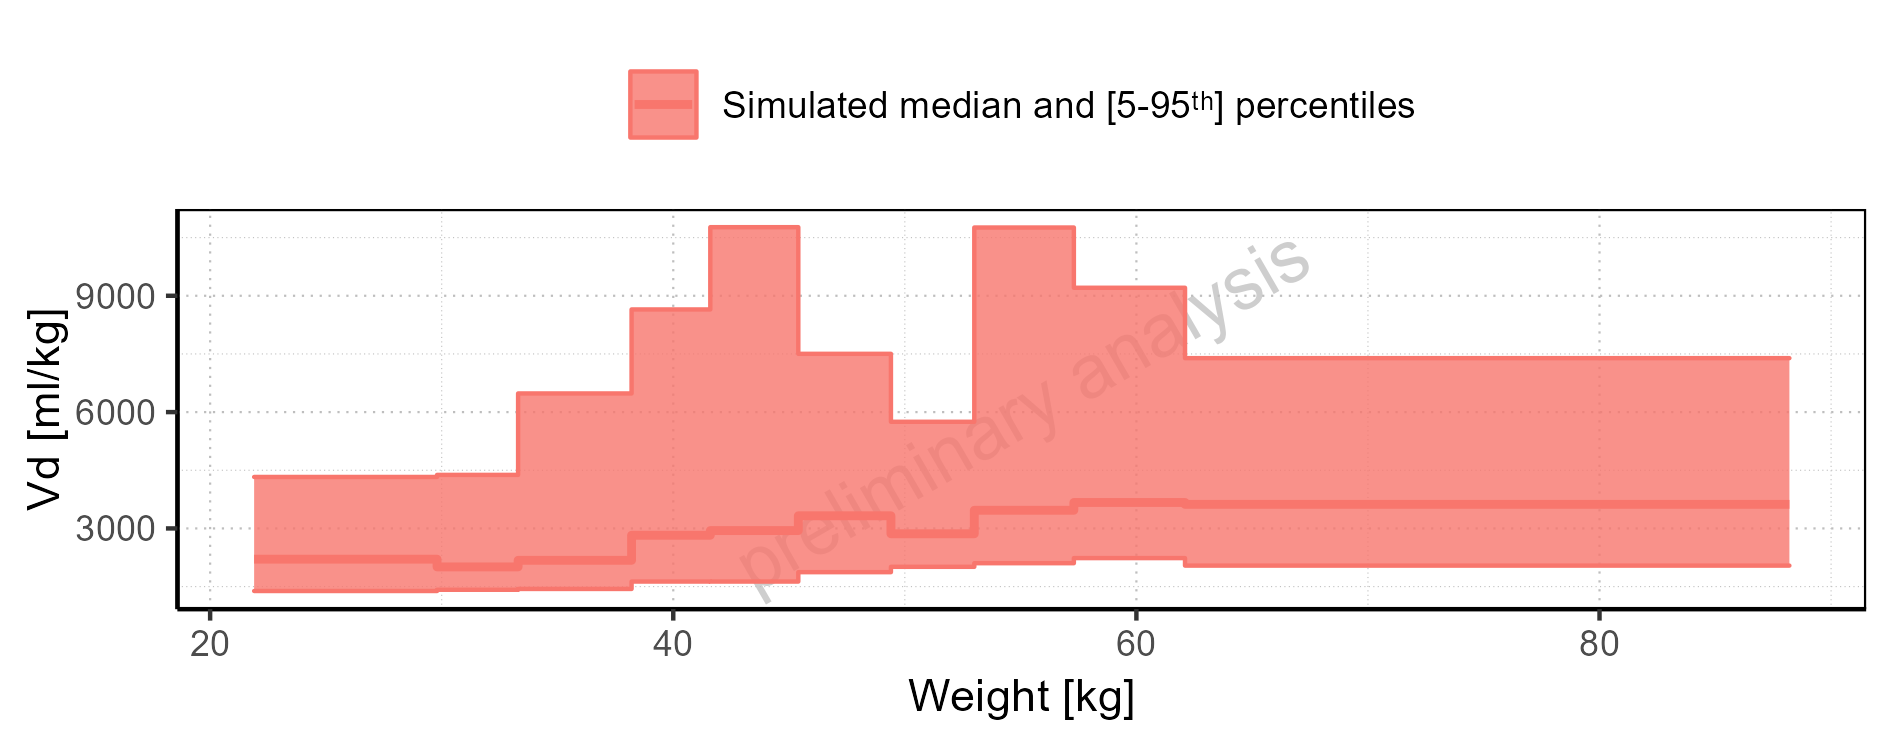 Simulated median and [5-95th] percentiles
9000
6000
3000
Vd [ml/kg]
preliminary analysis
20 40 60 80
Weight [kg]